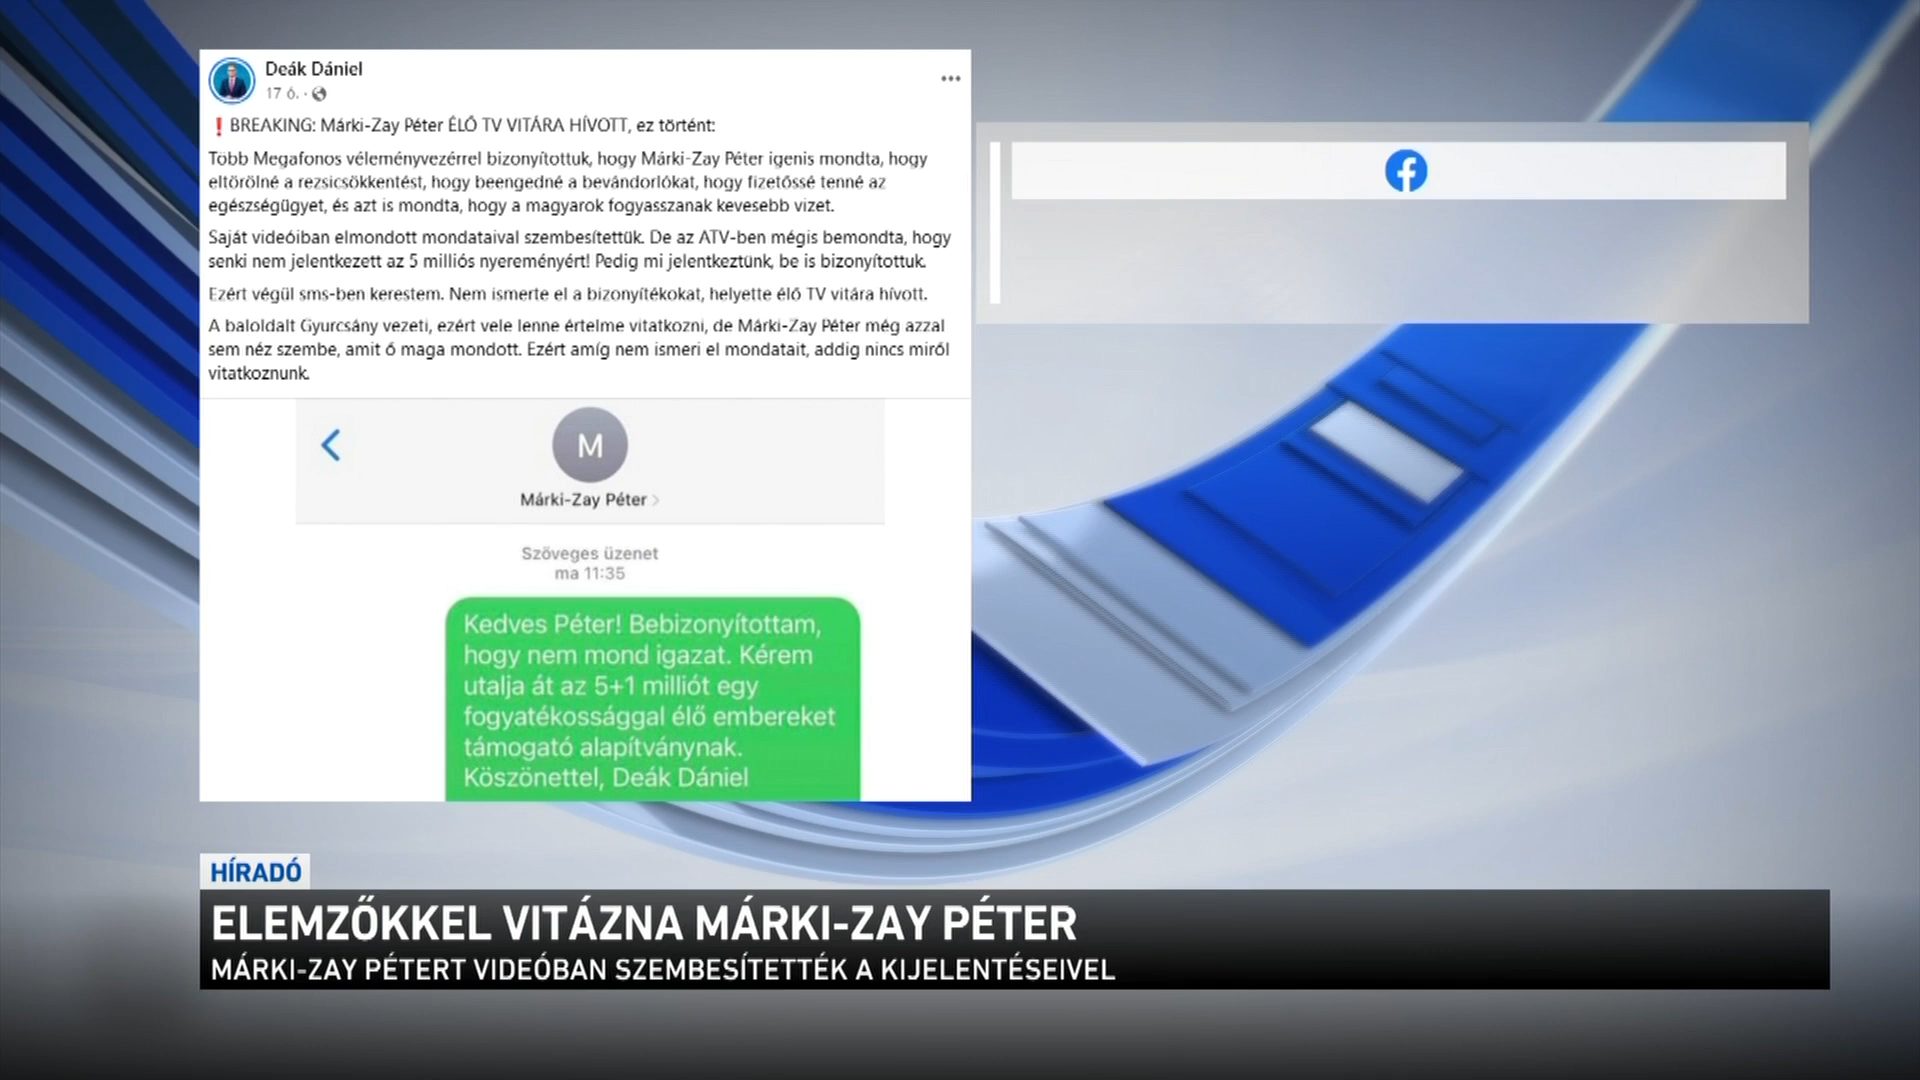 Deák Dániel
17 ó.
❗BREAKING: Márki-Zay Péter ÉLŐ TV VITÁRA HÍVOTT, ez történt:
Több Megafonos véleményvezérrel bizonyítottuk, hogy Márki-Zay Péter igenis mondta, hogy
eltörölné a rezsicsökkentést, hogy beengedné a bevándorlókat, hogy fizetőssé tenné az
egészségügyet, és azt is mondta, hogy a magyarok fogyasszanak kevesebb vizet.
Saját videóiban elmondott mondataival szembesítettük. De az ATV-ben mégis bemondta, hogy
senki nem jelentkezett az 5 milliós nyereményért! Pedig mi jelentkeztünk, be is bizonyítottuk.
Ezért végül sms-ben kerestem. Nem ismerte el a bizonyítékokat, helyette élő TV vitára hívott.
A baloldalt Gyurcsány vezeti, ezért vele lenne értelme vitatkozni, de Márki-Zay Péter még azzal
sem néz szembe, amit ő maga mondott. Ezért amíg nem ismeri el mondatait, addig nincs miről
vitatkoznunk.
M
Márki-Zay Péter
Szöveges üzenet
ma 11:35
Kedves Péter! Bebizonyítottam,
hogy nem mond igazat. Kérem
utalja át az 5+1 milliót egy
fogyatékossággal élő embereket
támogató alapítványnak.
Köszönettel, Deák Dániel
HÍRADÓ
ELEMZŐKKEL VITÁZNA MÁRKI-ZAY PÉTER
MÁRKI-ZAY PÉTERT VIDEÓBAN SZEMBESÍTETTÉK A KIJELENTÉSEIVEL